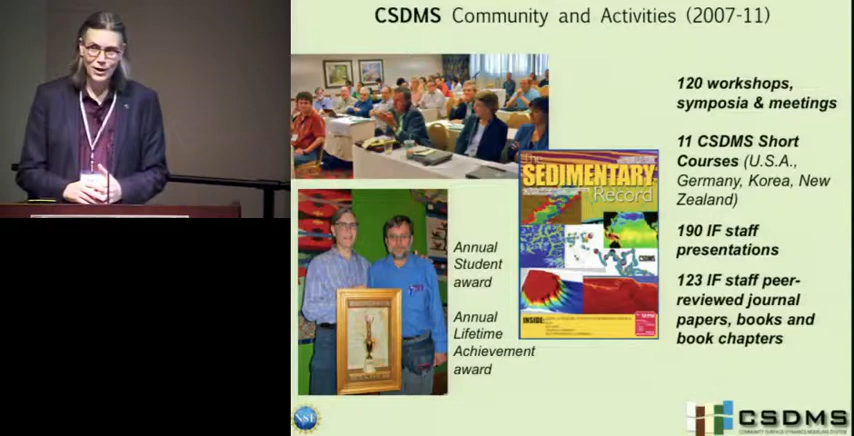 CSDMS Community and Activities (2007-11)
120 workshops,
symposia & meetings
11 CSDMS Short
Courses (U.S.A.,
Germany, Korea, New
Zealand)
190 IF staff
presentations
123 IF staff peer-
reviewed journal
papers, books and
book chapters
The
SEDIMENTARY
Record
CSDMS
INSIDE:
Annual
Student
award
Annual
Lifetime
Achievement
award
NSF
CSDMS
COMMUNITY SURFACE DYNAMICS MODELING SYSTEM